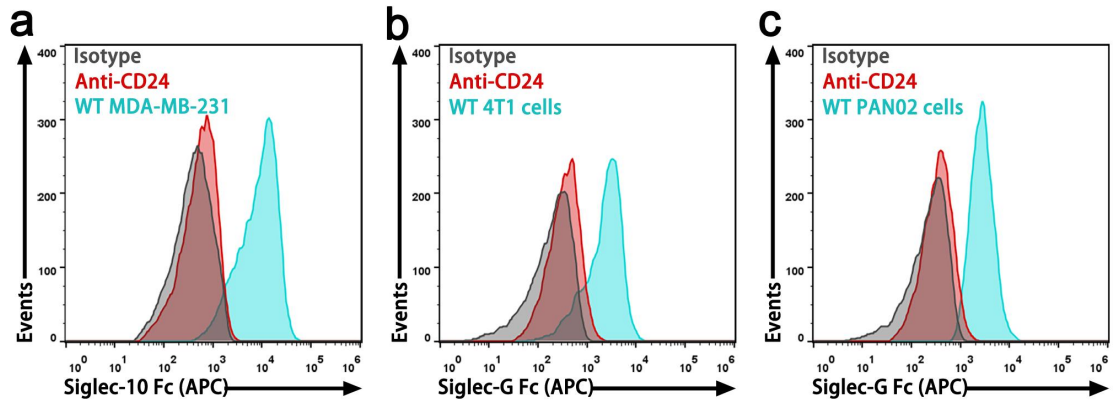 a
400
300
200
100
0
Events
Isotype
Anti-CD24
WT MDA-MB-231
10^0 10^1 10^2 10^3 10^4 10^5 10^6
Siglec-10 Fc (APC)
b
400
300
200
100
0
Events
Isotype
Anti-CD24
WT 4T1 cells
10^0 10^1 10^2 10^3 10^4 10^5 10^6
Siglec-G Fc (APC)
c
400
300
200
100
0
Events
Isotype
Anti-CD24
WT PAN02 cells
10^0 10^1 10^2 10^3 10^4 10^5 10^6
Siglec-G Fc (APC)